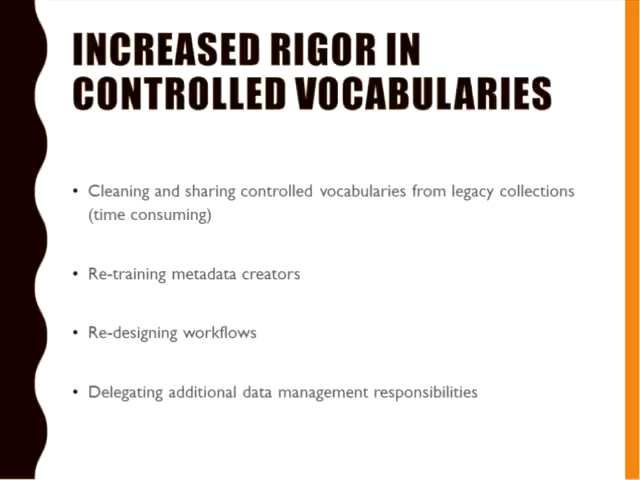 INCREASED RIGOR IN
CONTROLLED VOCABULARIES
• Cleaning and sharing controlled vocabularies from legacy collections
(time consuming)
• Re-training metadata creators
• Re-designing workflows
• Delegating additional data management responsibilities